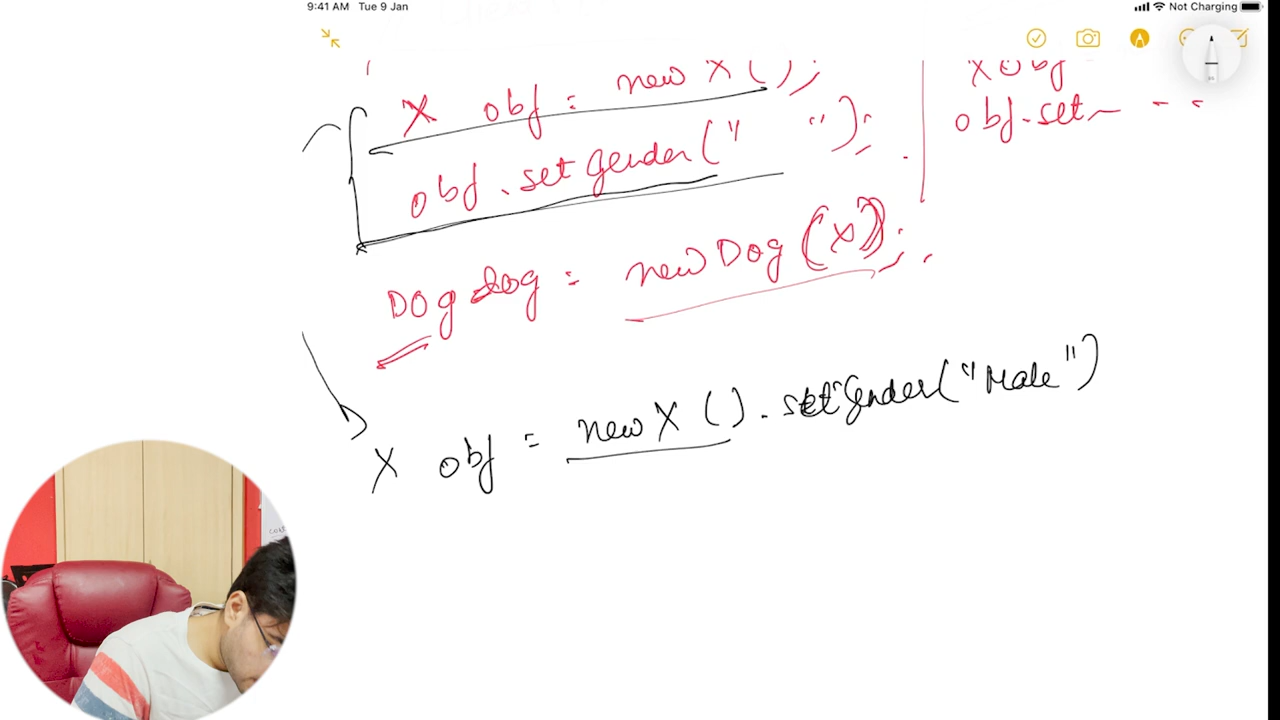 9:41 AM Tue 9 Jan
Not Charging
X obj = new X ();
X obj
obj.setGender(" ");
obj.set
Dog dog = new Dog (X);
X obj = new X ().setGender("Male")